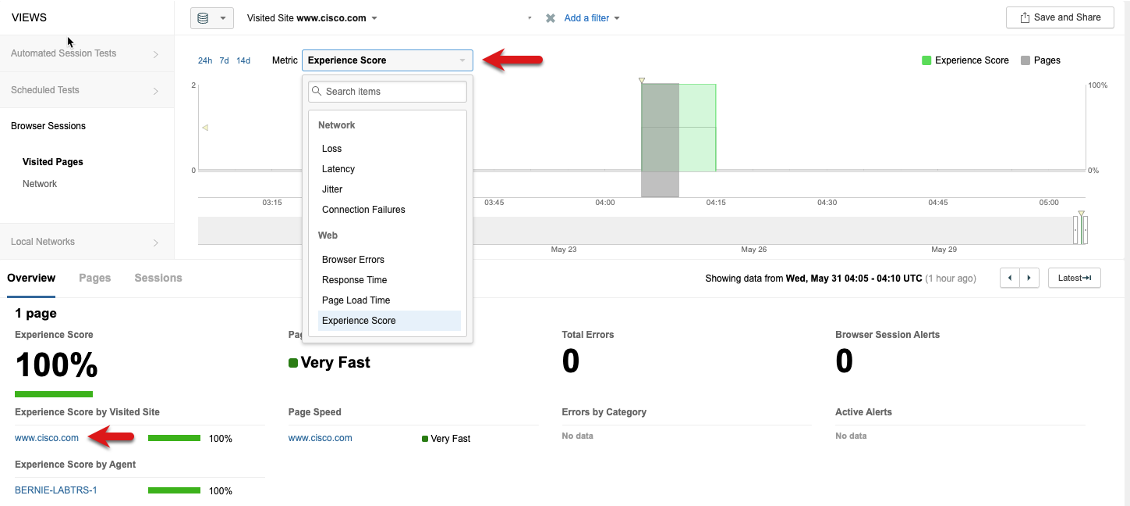 VIEWS
Visited Site www.cisco.com
Add a filter
Save and Share
Automated Session Tests
24h 7d 14d
Metric Experience Score
Experience Score
Pages
Search items
Network
Loss
Latency
Jitter
Connection Failures
Web
Browser Errors
Response Time
Page Load Time
Experience Score
Scheduled Tests
Browser Sessions
Visited Pages
Network
Local Networks
2
0
100%
0%
03:15 03:45 04:00 04:15 04:30 04:45 05:00
May 23 May 26 May 29
Overview Pages Sessions
Showing data from Wed, May 31 04:05 - 04:10 UTC (1 hour ago)
Latest
1 page
Experience Score
100%
Very Fast
Total Errors
0
Browser Session Alerts
0
Experience Score by Visited Site
www.cisco.com 100%
Page Speed
www.cisco.com Very Fast
Errors by Category
No data
Active Alerts
No data
Experience Score by Agent
BERNIE-LABTRS-1 100%